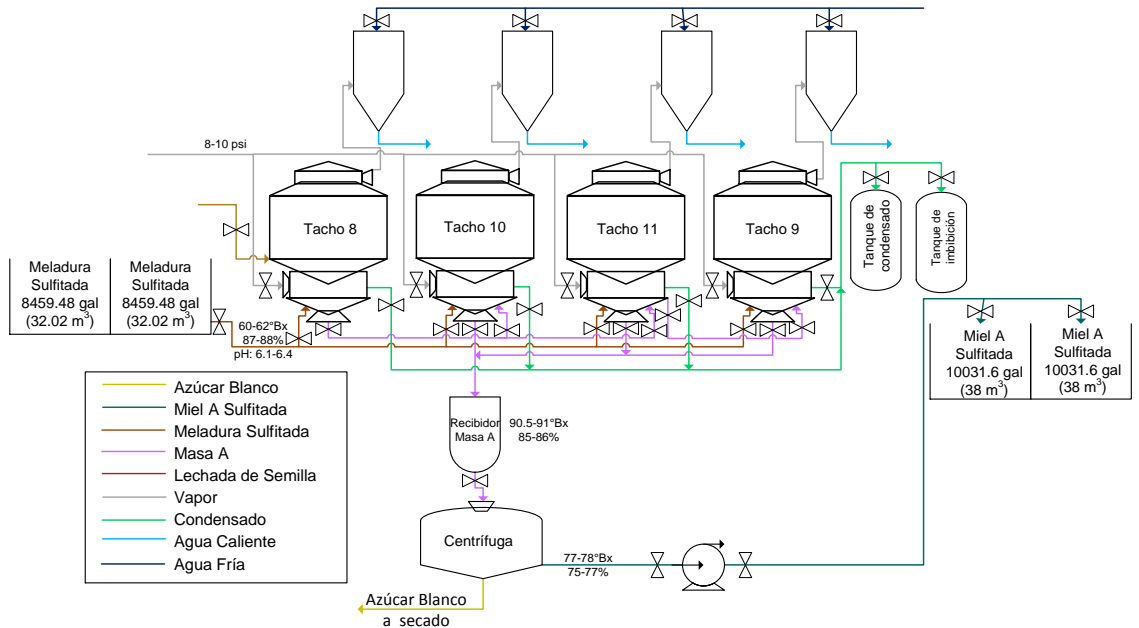 8-10 psi
Tacho 8
Tacho 10
Tacho 11
Tacho 9
Tanque de
condensado
Tanque de
imbibición
Meladura
Sulfitada
8459.48 gal
(32.02 m³)
Meladura
Sulfitada
8459.48 gal
(32.02 m³)
60-62°Bx
87-88%
pH: 6.1-6.4
Miel A
Sulfitada
10031.6 gal
(38 m³)
Miel A
Sulfitada
10031.6 gal
(38 m³)
Azúcar Blanco
Miel A Sulfitada
Meladura Sulfitada
Masa A
Lechada de Semilla
Vapor
Condensado
Agua Caliente
Agua Fría
Recibidor
Masa A
90.5-91°Bx
85-86%
Centrífuga
77-78°Bx
75-77%
Azúcar Blanco
a secado